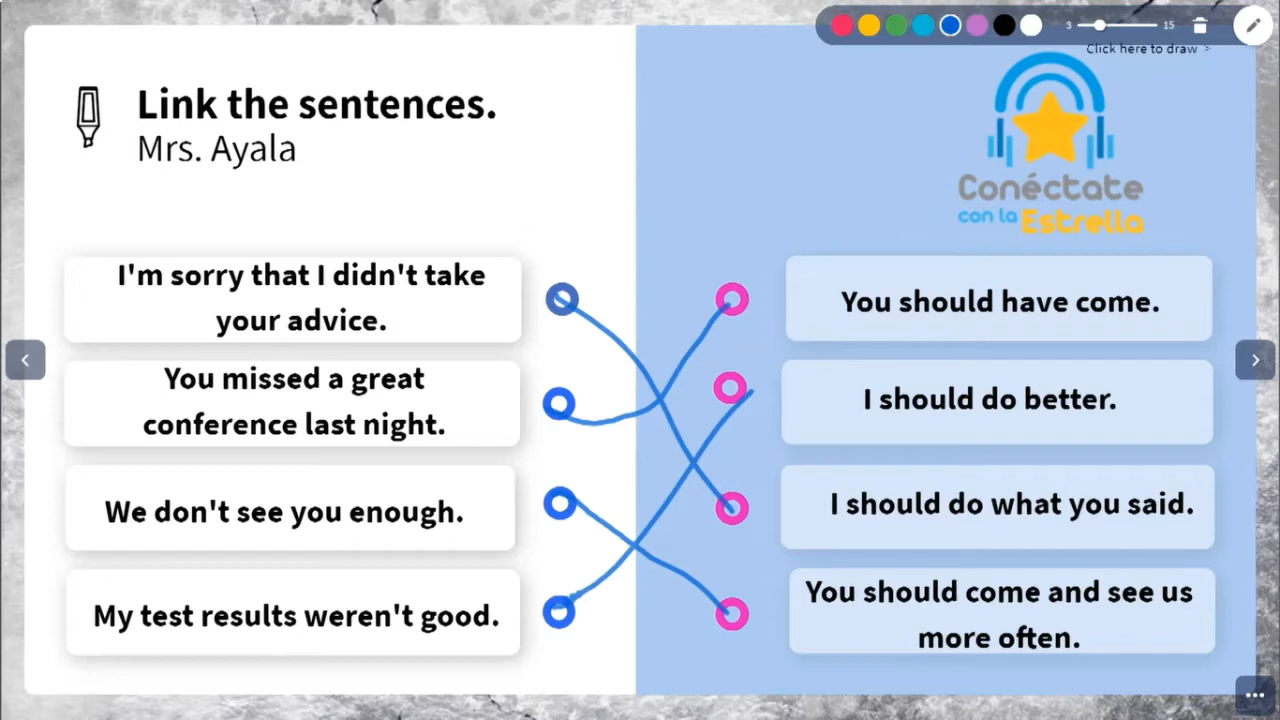 3
15
Click here to draw >
Link the sentences.
Mrs. Ayala
Conéctate
con la Estrella
I'm sorry that I didn't take
your advice.
You should have come.
You missed a great
conference last night.
I should do better.
We don't see you enough.
I should do what you said.
My test results weren't good.
You should come and see us
more often.